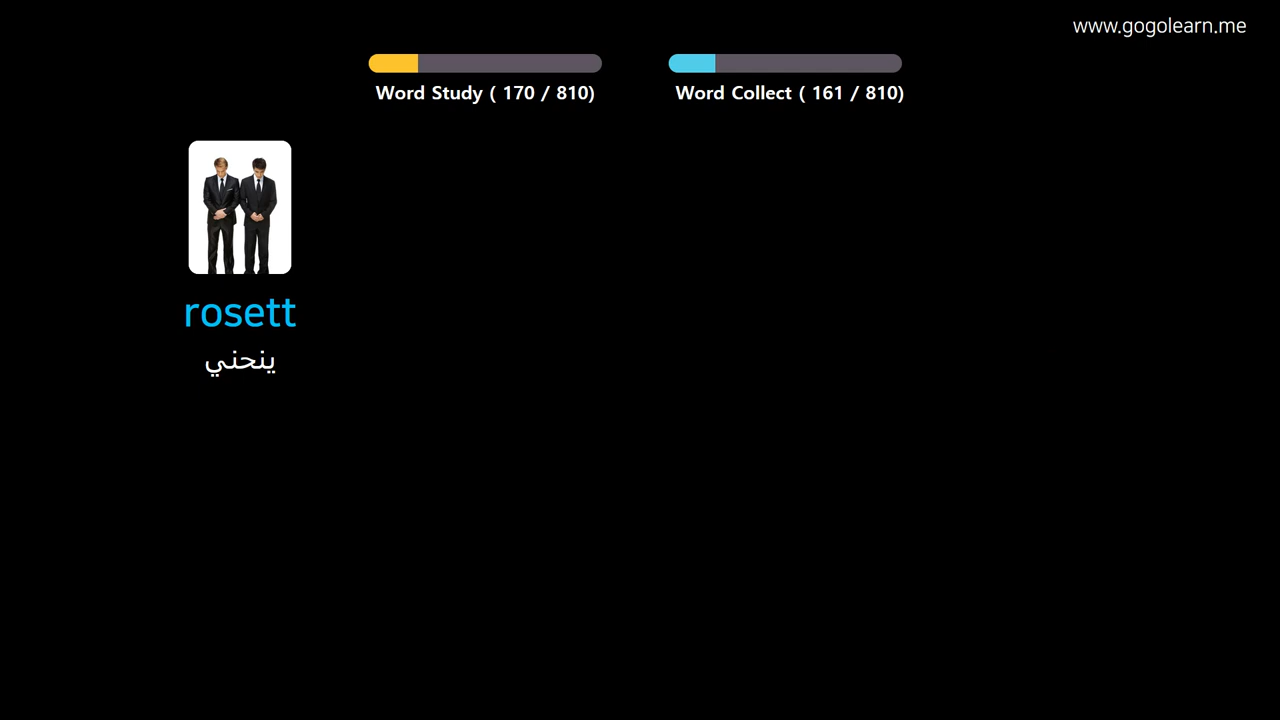 www.gogolearn.me
Word Study ( 170 / 810)
Word Collect ( 161 / 810)
rosett
ينحني